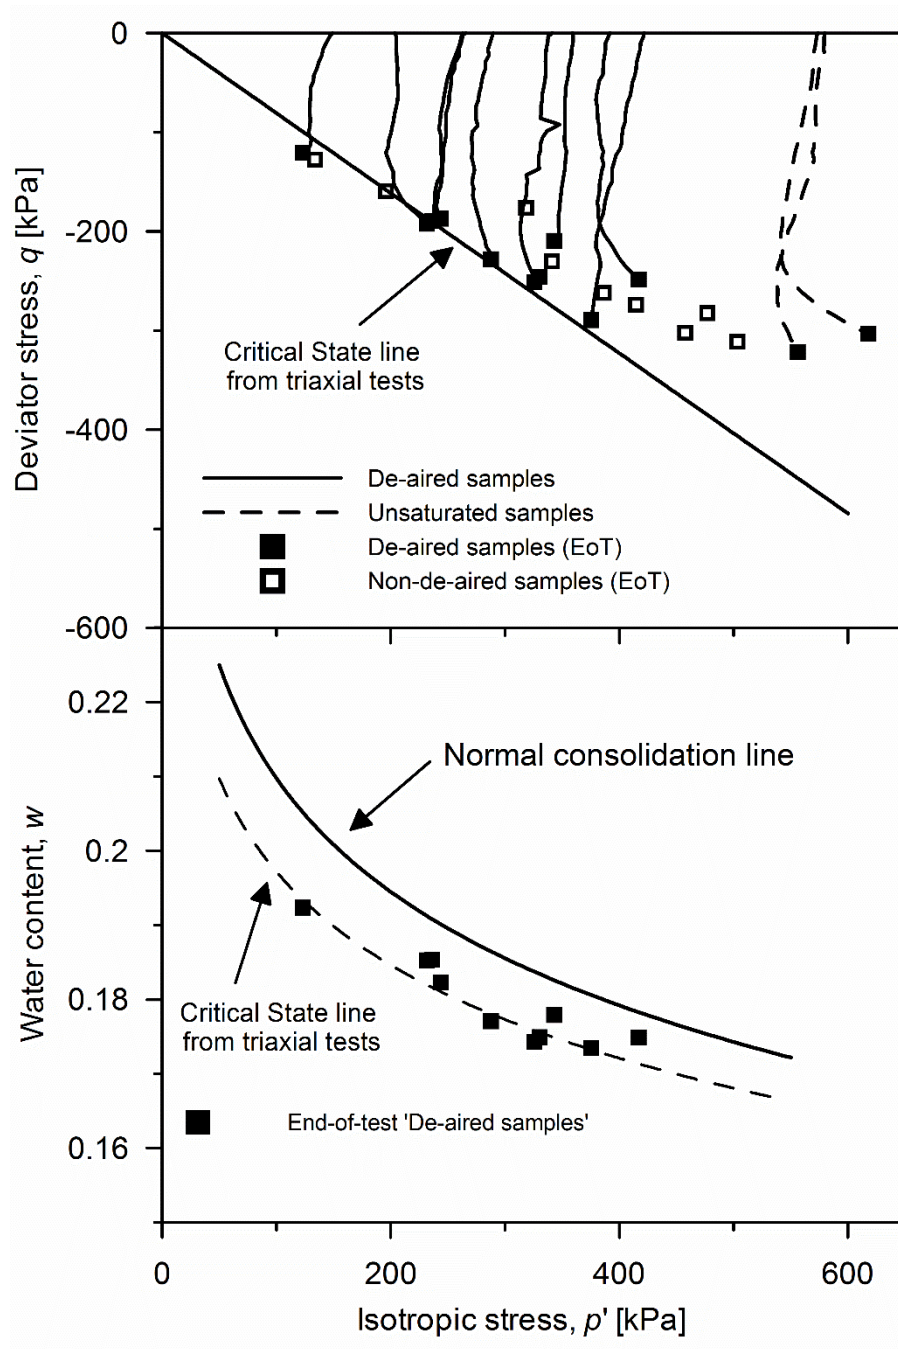 0
-200
-400
-600
Deviator stress, q [kPa]
Critical State line
from triaxial tests
De-aired samples
Unsaturated samples
De-aired samples (EoT)
Non-de-aired samples (EoT)
0.22
0.2
0.18
0.16
Water content, w
Normal consolidation line
Critical State line
from triaxial tests
End-of-test 'De-aired samples'
0 200 400 600
Isotropic stress, p' [kPa]